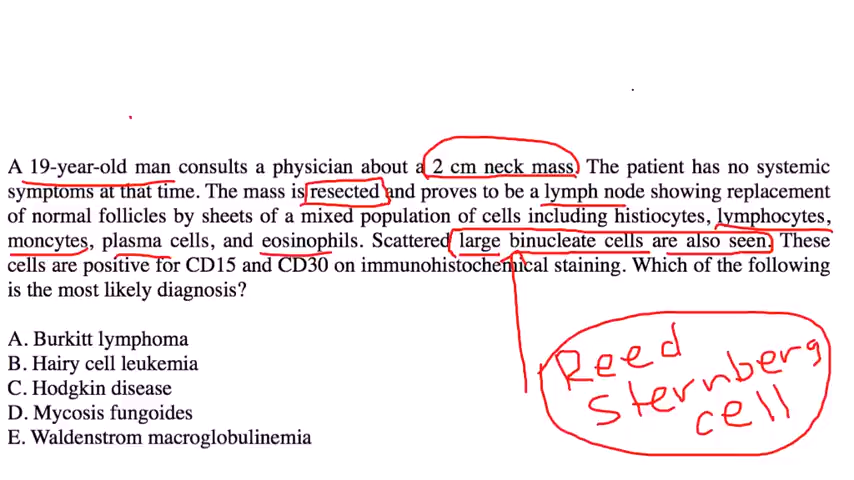 A 19-year-old man consults a physician about a 2 cm neck mass. The patient has no systemic
symptoms at that time. The mass is resected and proves to be a lymph node showing replacement
of normal follicles by sheets of a mixed population of cells including histiocytes, lymphocytes,
moncytes, plasma cells, and eosinophils. Scattered large binucleate cells are also seen. These
cells are positive for CD15 and CD30 on immunohistochemical staining. Which of the following
is the most likely diagnosis?
A. Burkitt lymphoma
B. Hairy cell leukemia
C. Hodgkin disease
D. Mycosis fungoides
E. Waldenstrom macroglobulinemia
Reed
Sternberg
cell